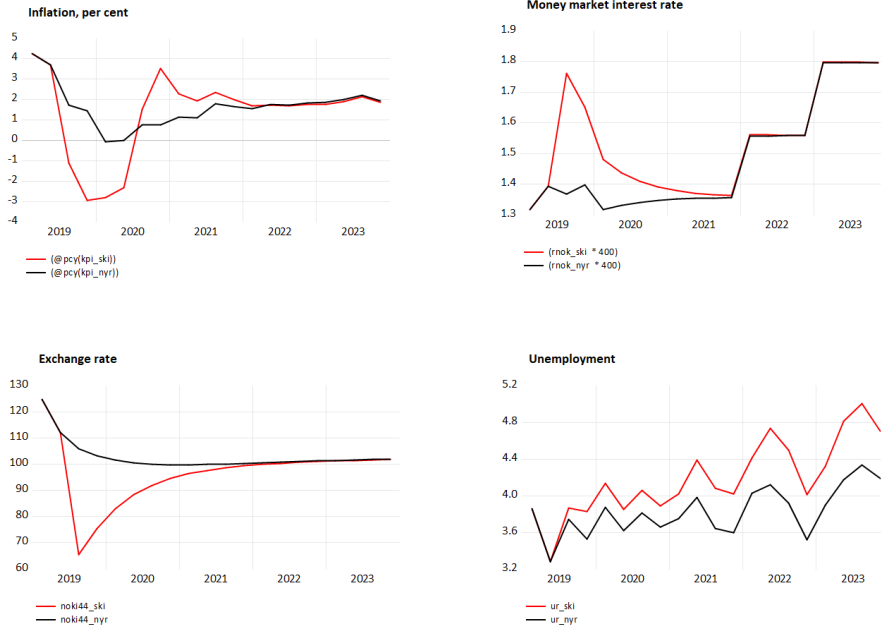 Inflation, per cent
5
4
3
2
1
0
-1
-2
-3
-4
2019 2020 2021 2022 2023
(@pcy(kpi_ski))
(@pcy(kpi_nyr))
Money market interest rate
1.9
1.8
1.7
1.6
1.5
1.4
1.3
2019 2020 2021 2022 2023
(rnok_ski * 400)
(rnok_nyr * 400)
Exchange rate
130
120
110
100
90
80
70
60
2019 2020 2021 2022 2023
noki44_ski
noki44_nyr
Unemployment
5.2
4.8
4.4
4.0
3.6
3.2
2019 2020 2021 2022 2023
ur_ski
ur_nyr